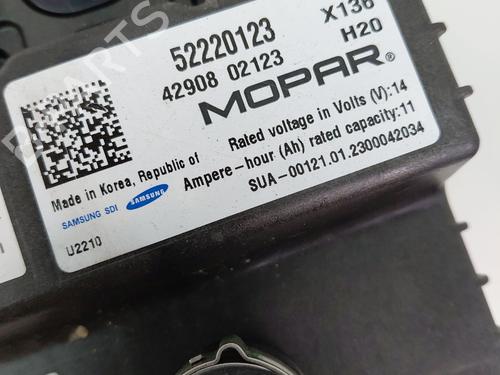 52220123
X136
42908 02123
H20
MOPAR®
Rated voltage in Volts (V):14
Ampere-hour (Ah) rated capacity:11
SUA-00121.01.2300042034
Made in Korea, Republic of
SAMSUNG SDI SAMSUNG
U2210